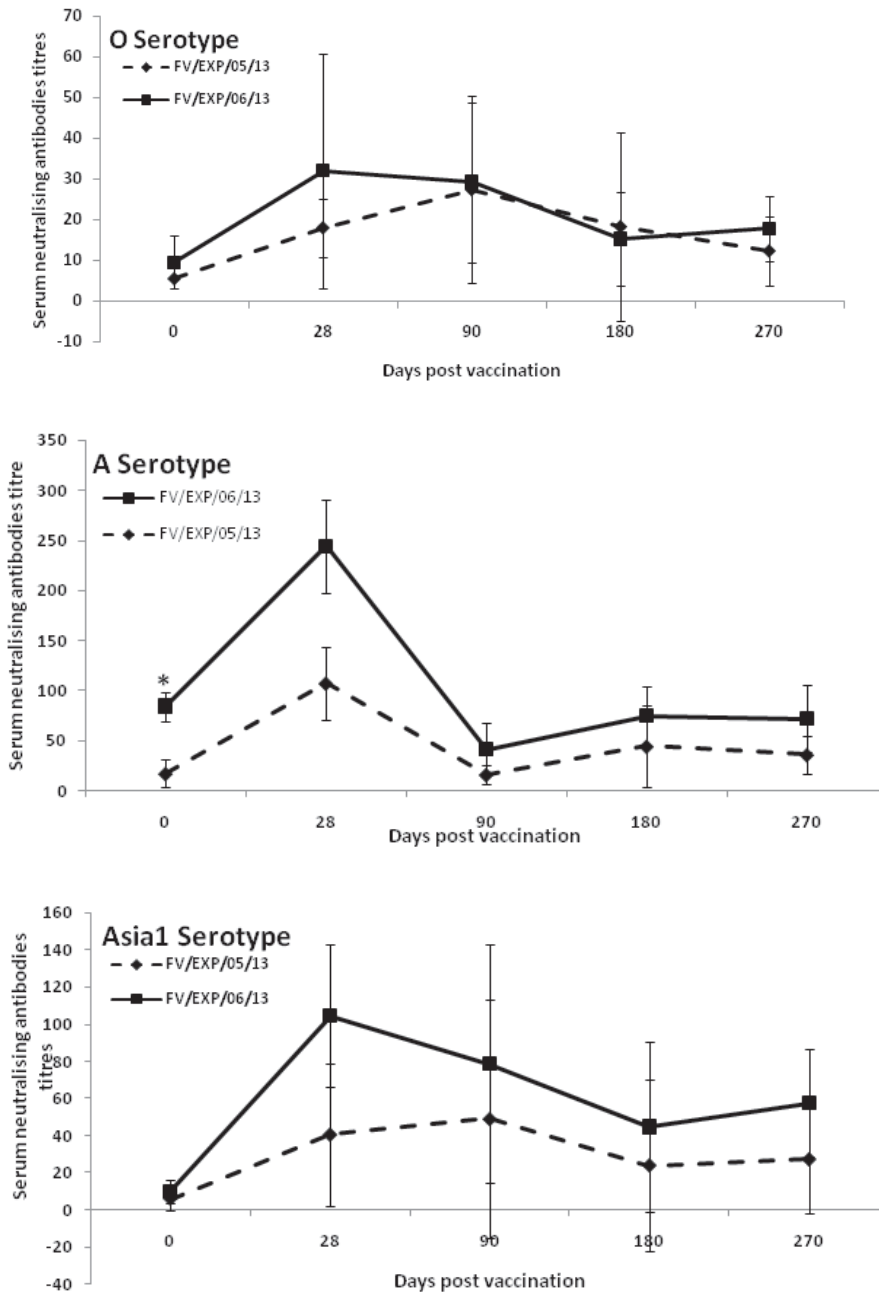 O Serotype
FV/EXP/05/13
FV/EXP/06/13
Serum neutralising antibodies titres
70
60
50
40
30
20
10
0
-10
0 28 90 180 270
Days post vaccination
A Serotype
FV/EXP/06/13
FV/EXP/05/13
Serum neutralising antibodies titre
350
300
250
200
150
100
50
0
*
0 28 90 180 270
Days post vaccination
Asia1 Serotype
FV/EXP/05/13
FV/EXP/06/13
Serum neutralising antibodies
titres
160
140
120
100
80
60
40
20
0
-20
-40
0 28 90 180 270
Days post vaccination